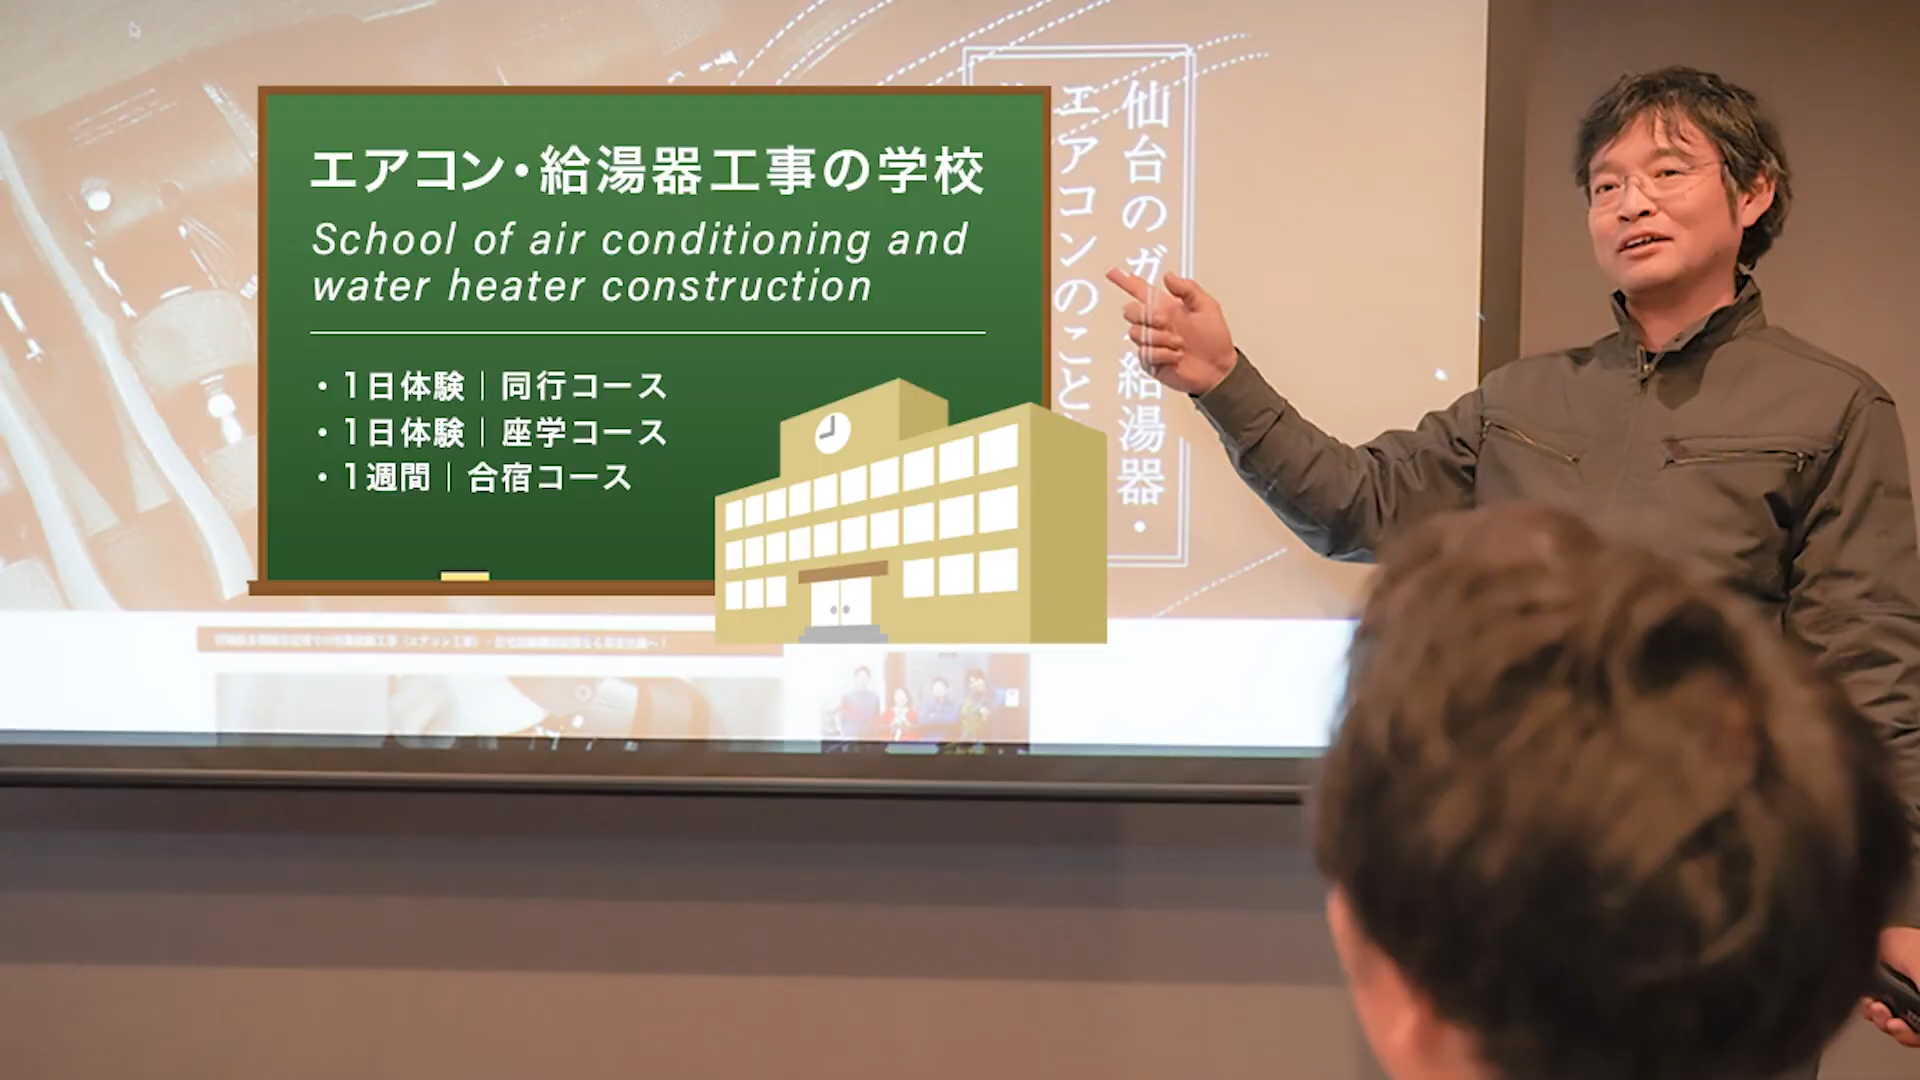 エアコン・給湯器工事の学校
School of air conditioning and
water heater construction
・1日体験｜同行コース
・1日体験｜座学コース
・1週間｜合宿コース
仙台のガ
給湯器・
エアコンのこと